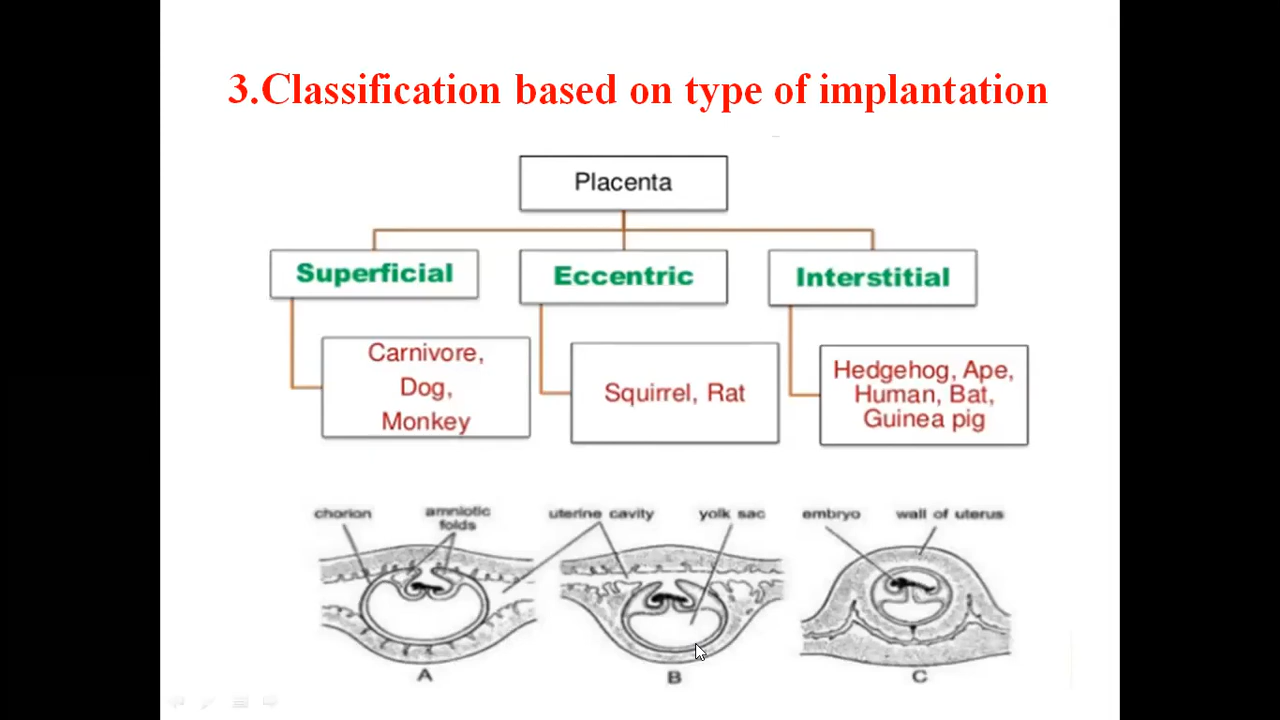 3.Classification based on type of implantation
Placenta
Superficial
Eccentric
Interstitial
Carnivore,
Dog,
Monkey
Squirrel, Rat
Hedgehog, Ape,
Human, Bat,
Guinea pig
chorion
amniotic
folds
uterine cavity
yolk sac
embryo
wall of uterus
A
B
C